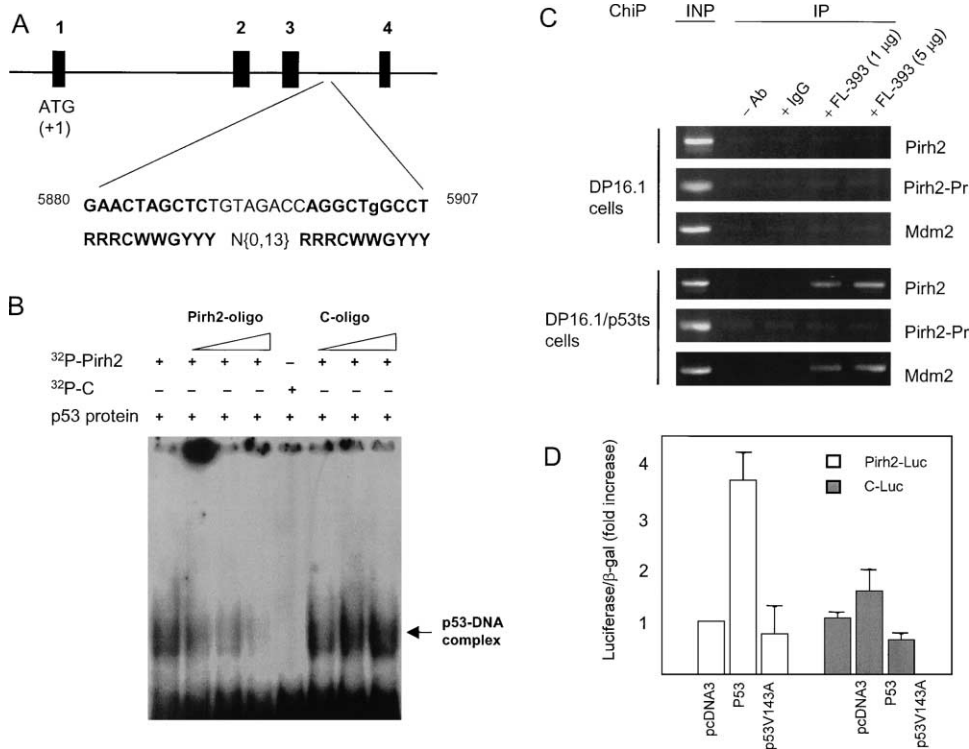 A
1 2 3 4
ATG
(+1)
5880 GAACTAGCTCTGTAGACCAGGCTgGCCT 5907
RRRCWWGYYY N{0,13} RRRCWWGYYY
B
Pirh2-oligo C-oligo
32P-Pirh2 + + + + – + + +
32P-C – – – – + – – –
p53 protein + + + + + + + +
p53-DNA
complex
C
ChiP INP IP
– Ab
+ IgG
+ FL-393 (1 µg)
+ FL-393 (5 µg)
DP16.1
cells
Pirh2
Pirh2-Pr
Mdm2
DP16.1/p53ts
cells
Pirh2
Pirh2-Pr
Mdm2
D
Luciferase/β-gal (fold increase)
4
3
2
1
Pirh2-Luc
C-Luc
pcDNA3
P53
p53V143A
pcDNA3
P53
p53V143A